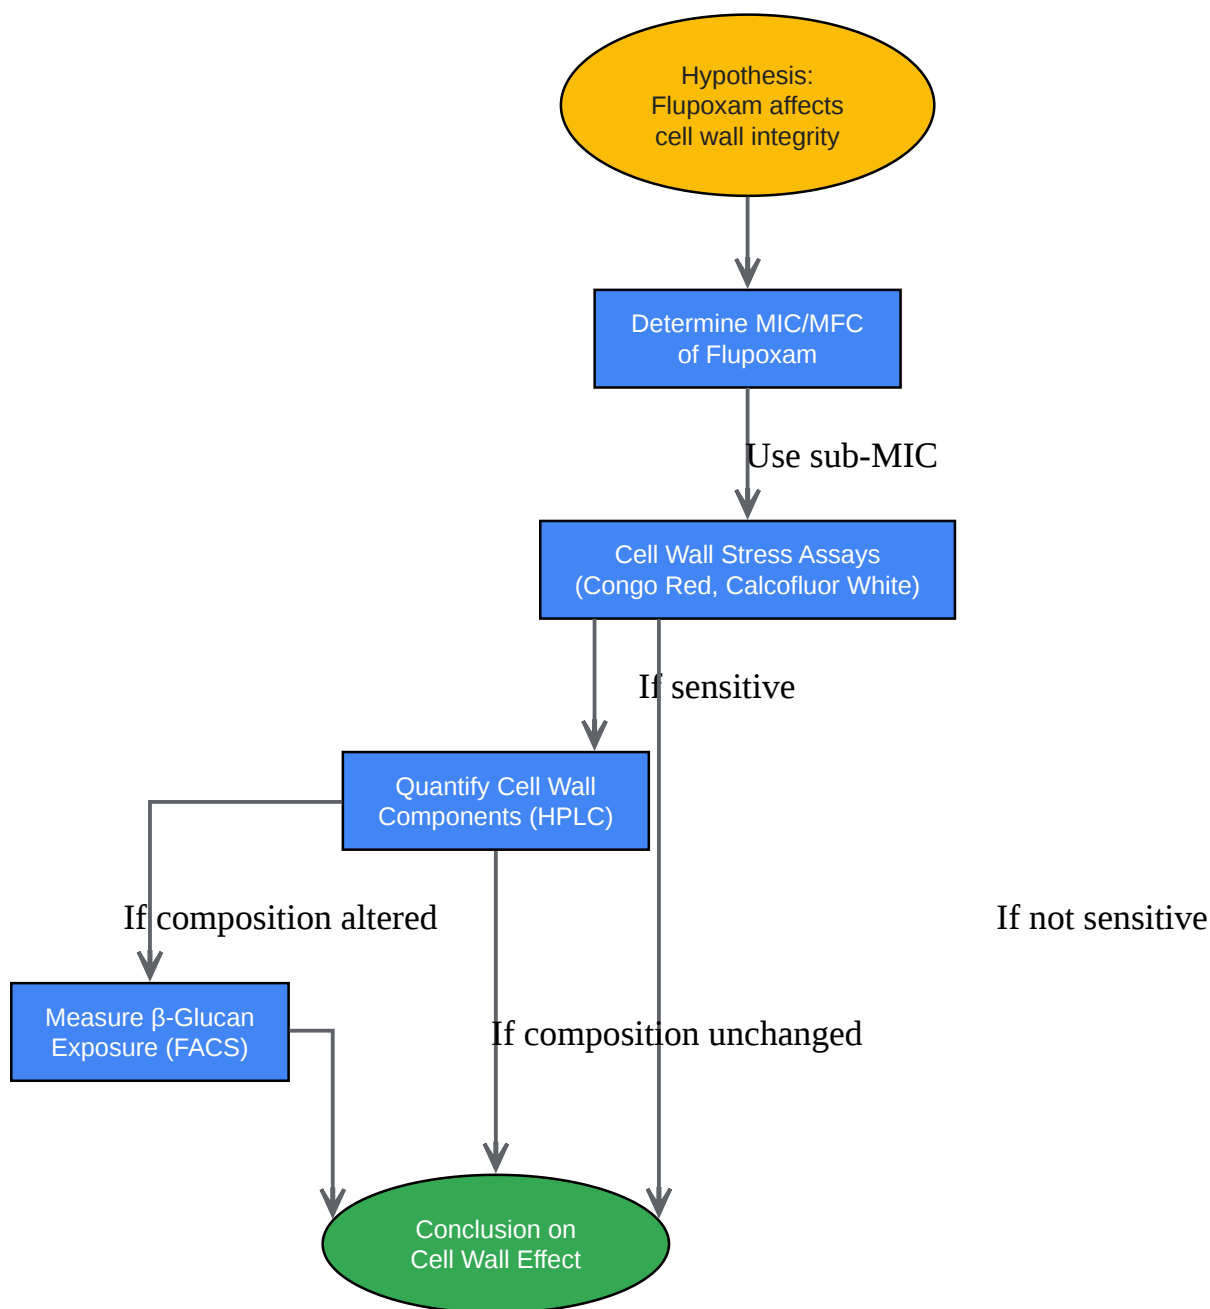 Hypothesis:
Flupoxam affects
cell wall integrity
Determine MIC/MFC
of Flupoxam
Use sub-MIC
Cell Wall Stress Assays
(Congo Red, Calcofluor White)
If sensitive
Quantify Cell Wall
Components (HPLC)
If composition altered
If not sensitive
Measure β-Glucan
Exposure (FACS)
If composition unchanged
Conclusion on
Cell Wall Effect